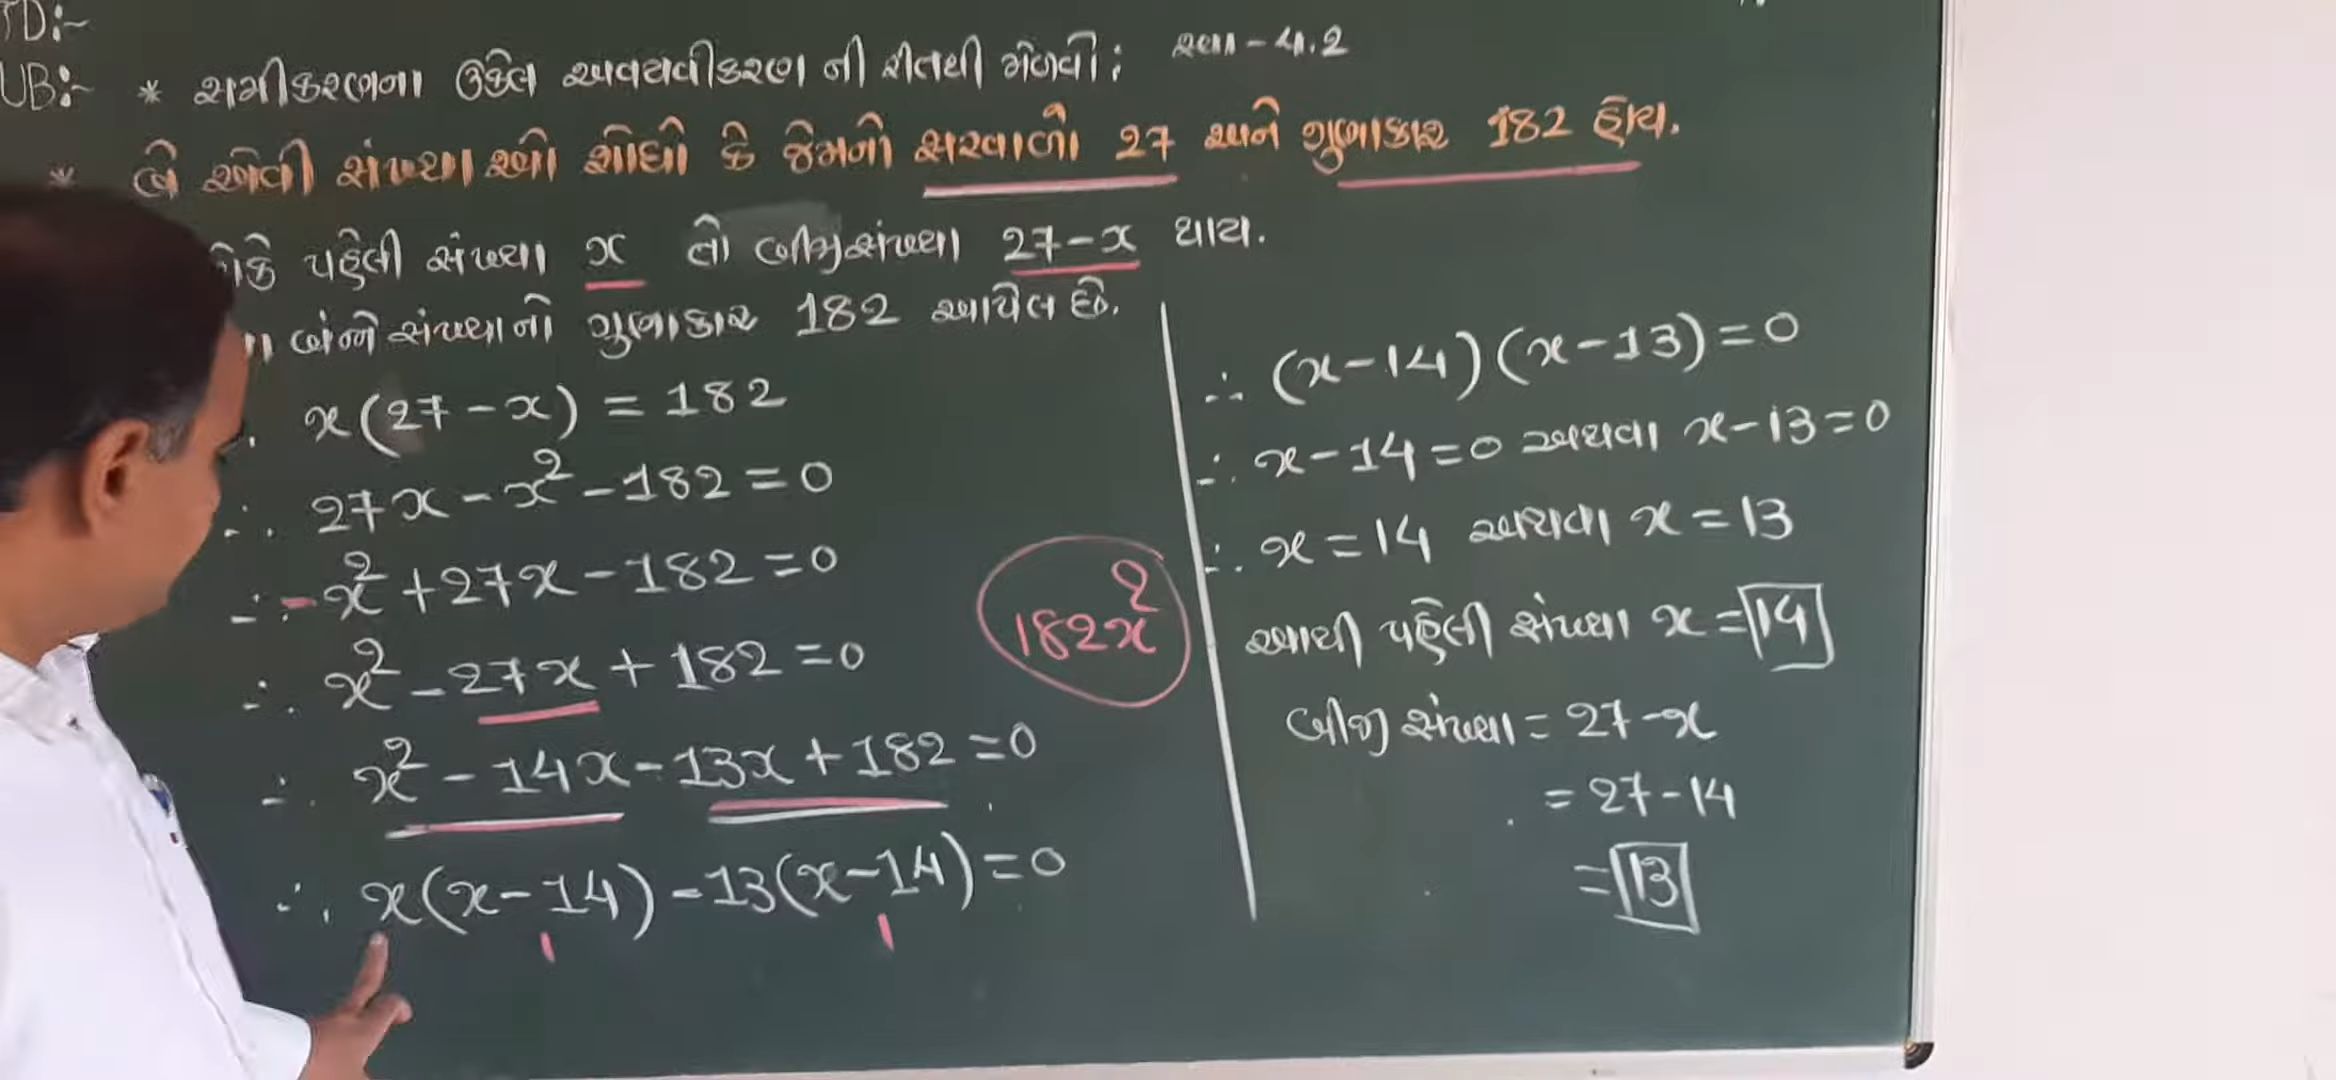 TD:-
UB:- * સમીકરણના ઉકેલ અવયવીકરણ ની રીતથી મેળવો: સ્વા-4.2
* બે એવી સંખ્યાઓ શોધો કે જેમનો સરવાળો 27 અને ગુણાકાર 182 હોય.
પહેલી સંખ્યા x તો બીજી સંખ્યા 27-x થાય.
બંને સંખ્યાનો ગુણાકાર 182 આપેલ છે.
x(27-x) = 182
∴ 27x - x² - 182 = 0
∴ -x² + 27x - 182 = 0
∴ x² - 27x + 182 = 0
∴ x² - 14x - 13x + 182 = 0
∴ x(x-14) - 13(x-14) = 0
182x²
∴ (x-14)(x-13) = 0
∴ x-14=0 અથવા x-13=0
∴ x = 14 અથવા x = 13
આથી પહેલી સંખ્યા x = 14
બીજી સંખ્યા = 27-x
= 27-14
= 13